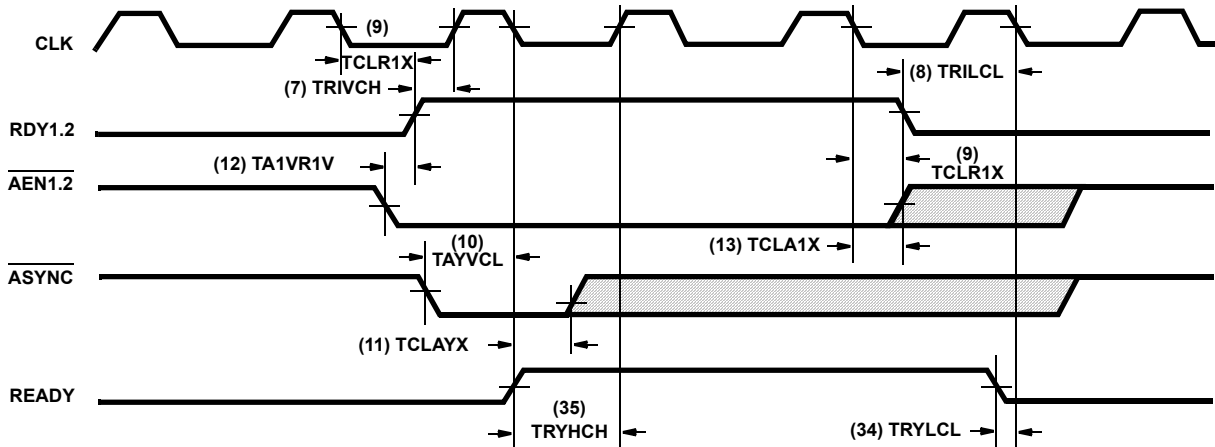 CLK
(9)
TCLR1X
(8) TRILCL
(7) TRIVCH
RDY1.2
(12) TA1VR1V
(9)
TCLR1X
AEN1.2
(10)
TAYVCL
(13) TCLA1X
ASYNC
(11) TCLAYX
READY
(35)
TRYHCH
(34) TRYLCL